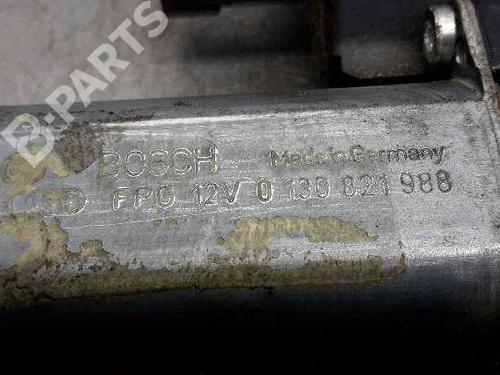 B-PARTS
BOSCH Made in Germany
FPG 12V 0 130 821 988